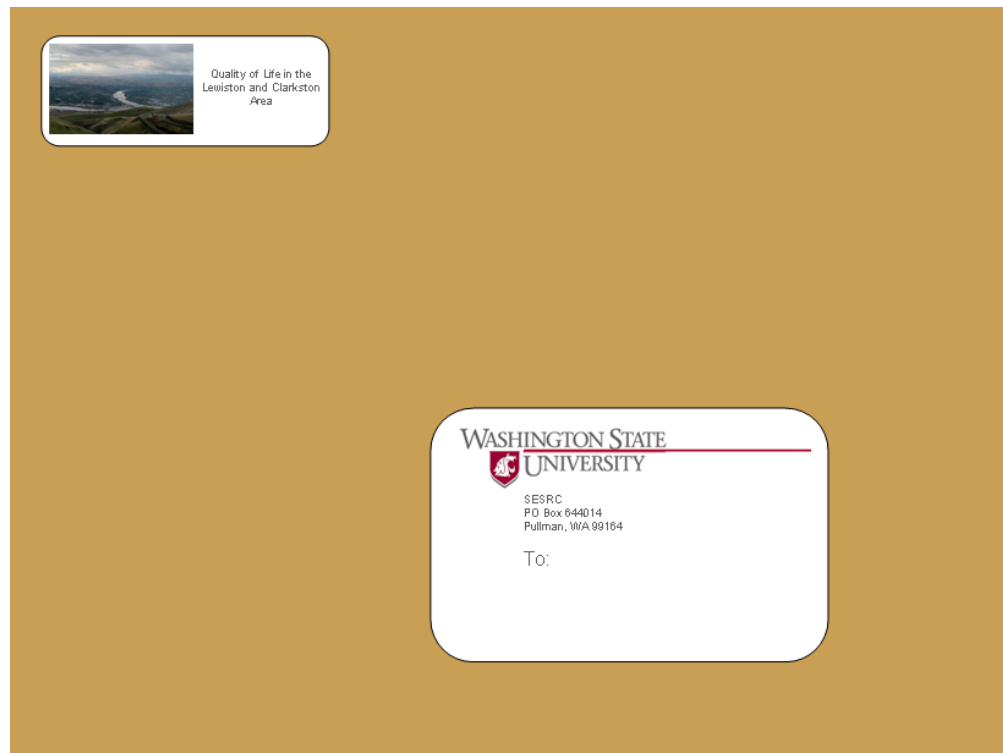 Quality of Life in the
Lewiston and Clarkston
Area
WASHINGTON STATE
UNIVERSITY
SESRC
PO Box 644014
Pullman, WA 99164
To: